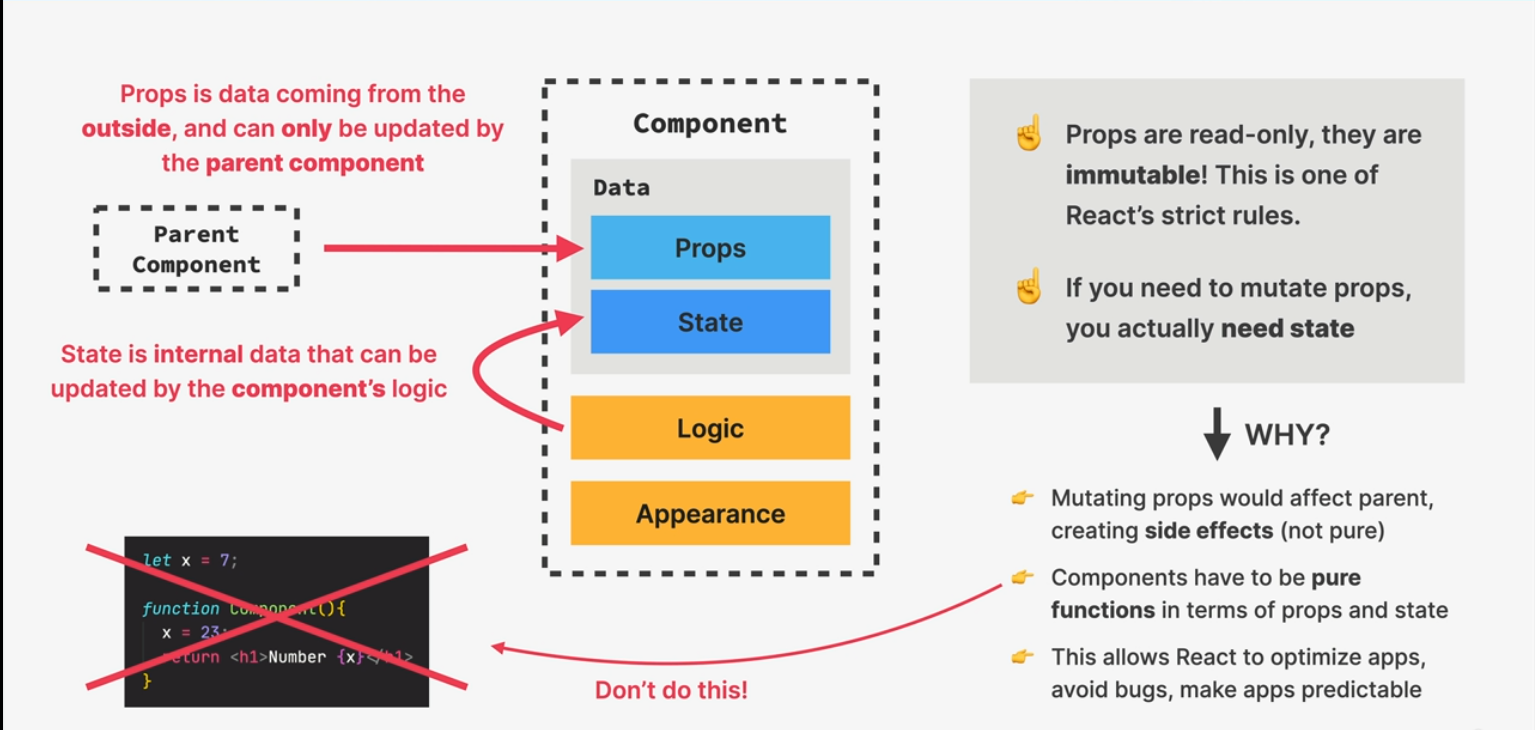 Props is data coming from the
outside, and can only be updated by
the parent component
Parent
Component
State is internal data that can be
updated by the component's logic
let x = 7;
function Component(){
x = 23;
return <h1>Number {x}</h1>
}
Component
Data
Props
State
Logic
Appearance
Don't do this!
☝️ Props are read-only, they are
immutable! This is one of
React's strict rules.
☝️ If you need to mutate props,
you actually need state
WHY?
👉 Mutating props would affect parent,
creating side effects (not pure)
👉 Components have to be pure
functions in terms of props and state
👉 This allows React to optimize apps,
avoid bugs, make apps predictable